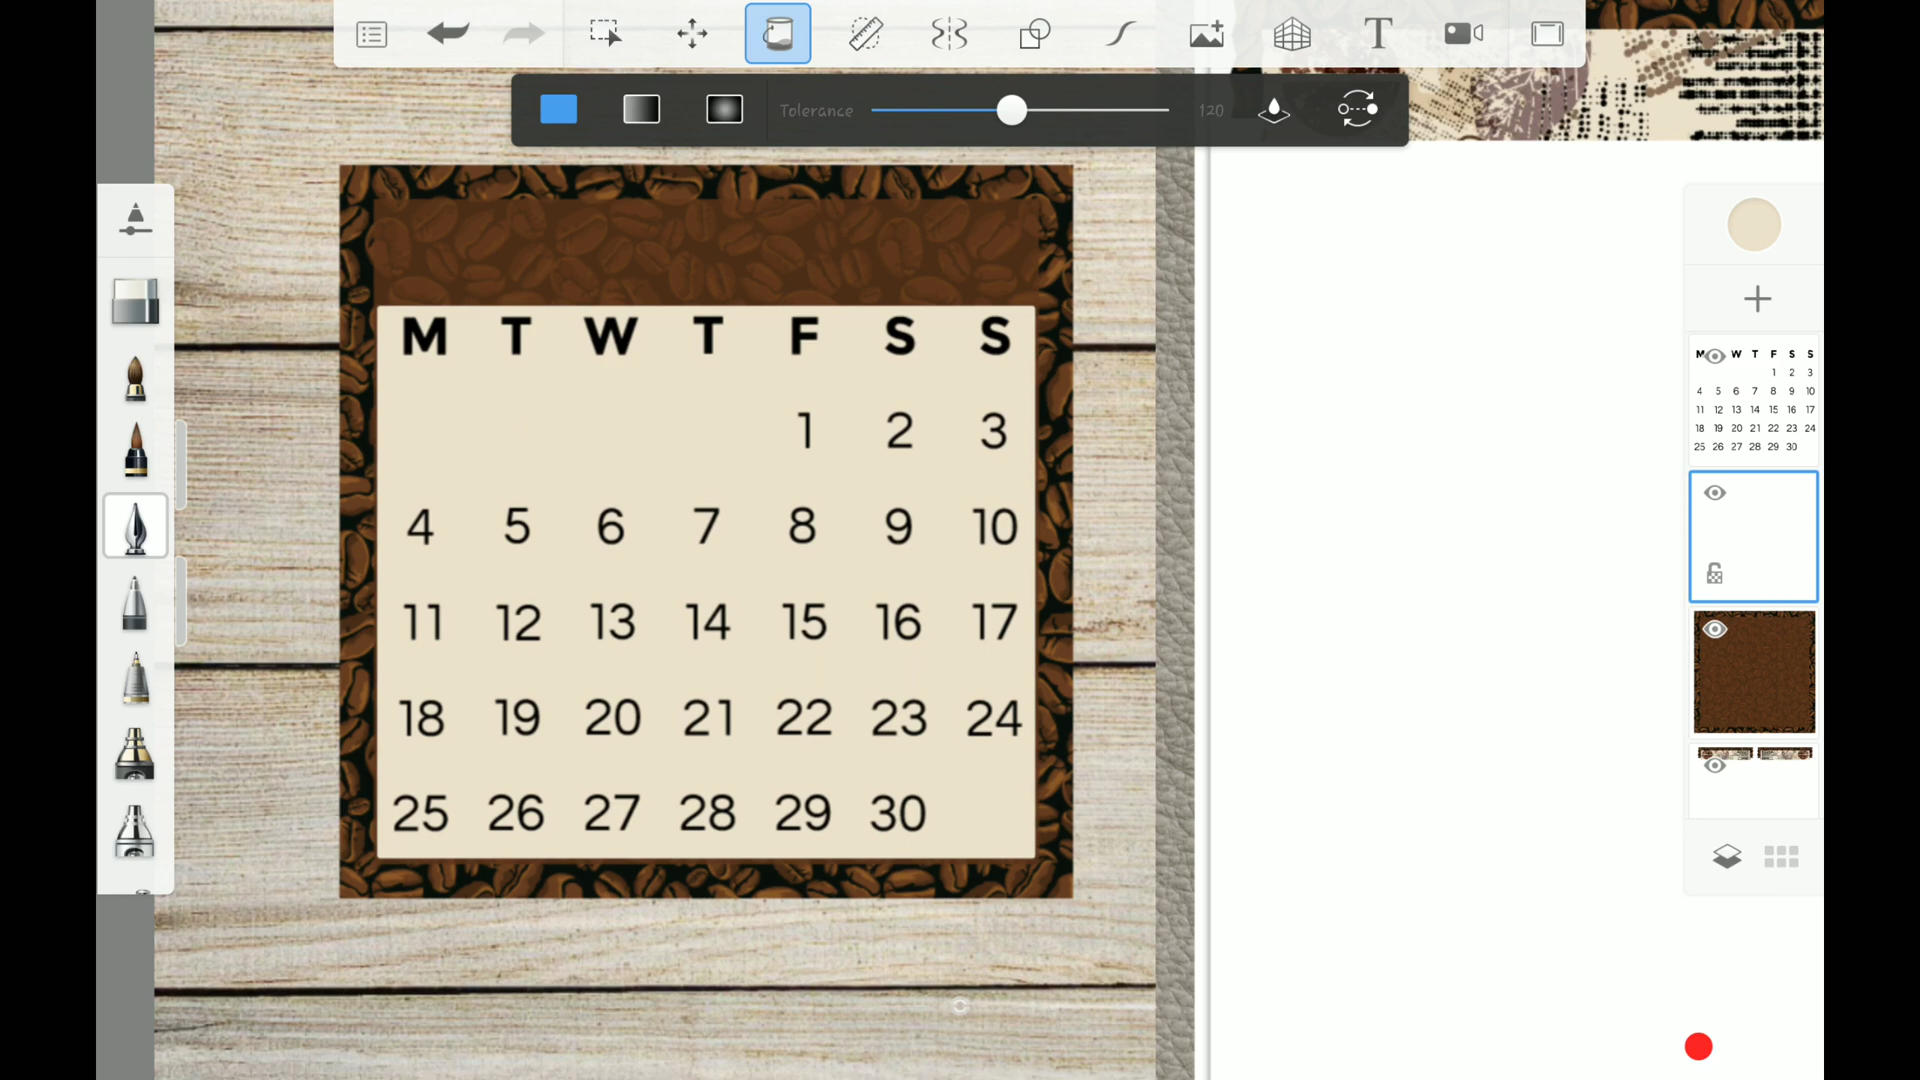 T
Tolerance 120
M T W T F S S
1 2 3
4 5 6 7 8 9 10
11 12 13 14 15 16 17
18 19 20 21 22 23 24
25 26 27 28 29 30
M W T F S S
1 2 3
4 5 6 7 8 9 10
11 12 13 14 15 16 17
18 19 20 21 22 23 24
25 26 27 28 29 30